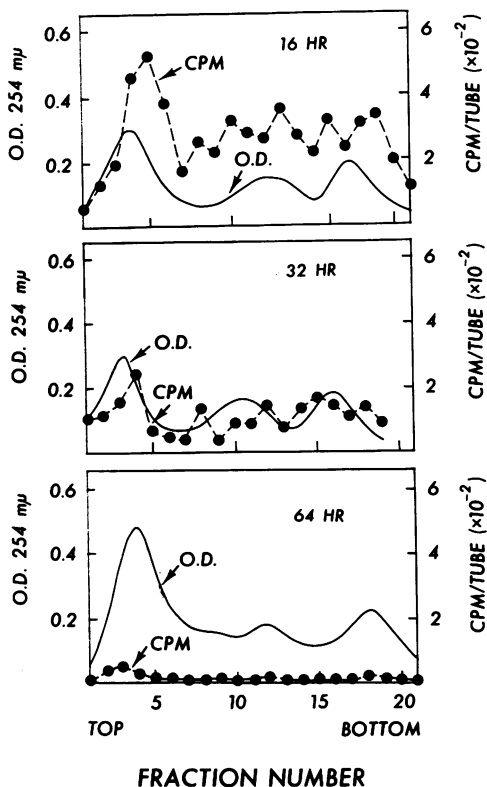 16 HR
O.D. 254 mμ
0.6
0.4
0.2
CPM
O.D.
6
4
2
CPM/TUBE (×10⁻²)
32 HR
O.D. 254 mμ
0.6
0.4
0.2
O.D.
CPM
6
4
2
CPM/TUBE (×10⁻²)
64 HR
O.D. 254 mμ
0.6
0.4
0.2
O.D.
CPM
6
4
2
CPM/TUBE (×10⁻²)
5 10 15 20
TOP BOTTOM
FRACTION NUMBER